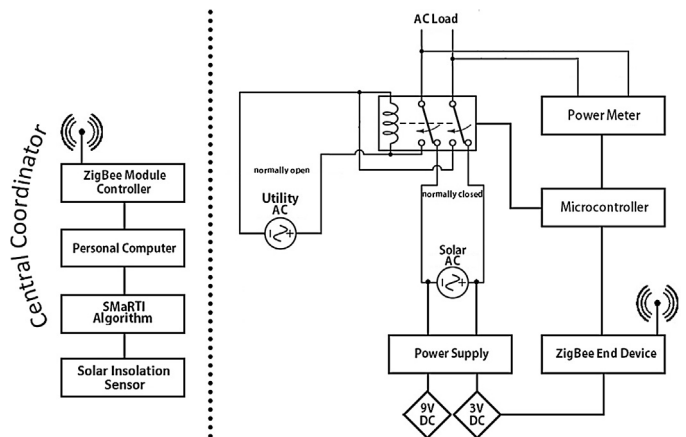 Central Coordinator
ZigBee Module
Controller
Personal Computer
SMaRTI
Algorithm
Solar Insolation
Sensor
AC Load
Power Meter
normally open
normally closed
Utility
AC
Microcontroller
Solar
AC
Power Supply
ZigBee End Device
9V
DC
3V
DC